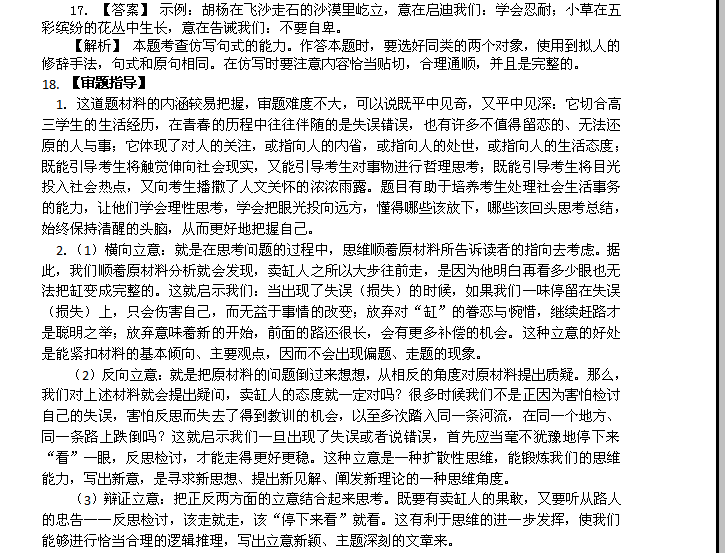 17. 【答案】 示例：胡杨在飞沙走石的沙漠里屹立，意在启迪我们：学会忍耐；小草在五
彩缤纷的花丛中生长，意在告诫我们：不要自卑。
【解析】 本题考查仿写句式的能力。作答本题时，要选好同类的两个对象，使用到拟人的
修辞手法，句式和原句相同。在仿写时要注意内容恰当贴切，合理通顺，并且是完整的。
18. 【审题指导】
1. 这道题材料的内涵较易把握，审题难度不大，可以说既平中见奇，又平中见深：它切合高
三学生的生活经历，在青春的历程中往往伴随的是失误错误，也有许多不值得留恋的、无法还
原的人与事；它体现了对人的关注，或指向人的内省，或指向人的处世，或指向人的生活态度；
既能引导考生将触觉伸向社会现实，又能引导考生对事物进行哲理思考；既能引导考生将目光
投入社会热点，又向考生播撒了人文关怀的浓浓雨露。题目有助于培养考生处理社会生活事务
的能力，让他们学会理性思考，学会把眼光投向远方，懂得哪些该放下，哪些该回头思考总结，
始终保持清醒的头脑，从而更好地把握自己。
2.（1）横向立意：就是在思考问题的过程中，思维顺着原材料所告诉读者的指向去考虑。据
此，我们顺着原材料分析就会发现，卖缸人之所以大步往前走，是因为他明白再看多少眼也无
法把缸变成完整的。这就启示我们：当出现了失误（损失）的时候，如果我们一味停留在失误
（损失）上，只会伤害自己，而无益于事情的改变；放弃对“缸”的眷恋与惋惜，继续赶路才
是聪明之举；放弃意味着新的开始，前面的路还很长，会有更多补偿的机会。这种立意的好处
是能紧扣材料的基本倾向、主要观点，因而不会出现偏题、走题的现象。
（2）反向立意：就是把原材料的问题倒过来想想，从相反的角度对原材料提出质疑。那么，
我们对上述材料就会提出疑问，卖缸人的态度就一定对吗？很多时候我们不是正因为害怕检讨
自己的失误，害怕反思而失去了得到教训的机会，以至多次踏入同一条河流，在同一个地方、
同一条路上跌倒吗？这就启示我们一旦出现了失误或者说错误，首先应当毫不犹豫地停下来
“看”一眼，反思检讨，才能走得更好更稳。这种立意是一种扩散性思维，能锻炼我们的思维
能力，写出新意，是寻求新思想、提出新见解、阐发新理论的一种思维角度。
（3）辩证立意：把正反两方面的立意结合起来思考。既要有卖缸人的果敢，又要听从路人
的忠告——反思检讨，该走就走，该“停下来看”就看。这有利于思维的进一步发挥，使我们
能够进行恰当合理的逻辑推理，写出立意新颖、主题深刻的文章来。